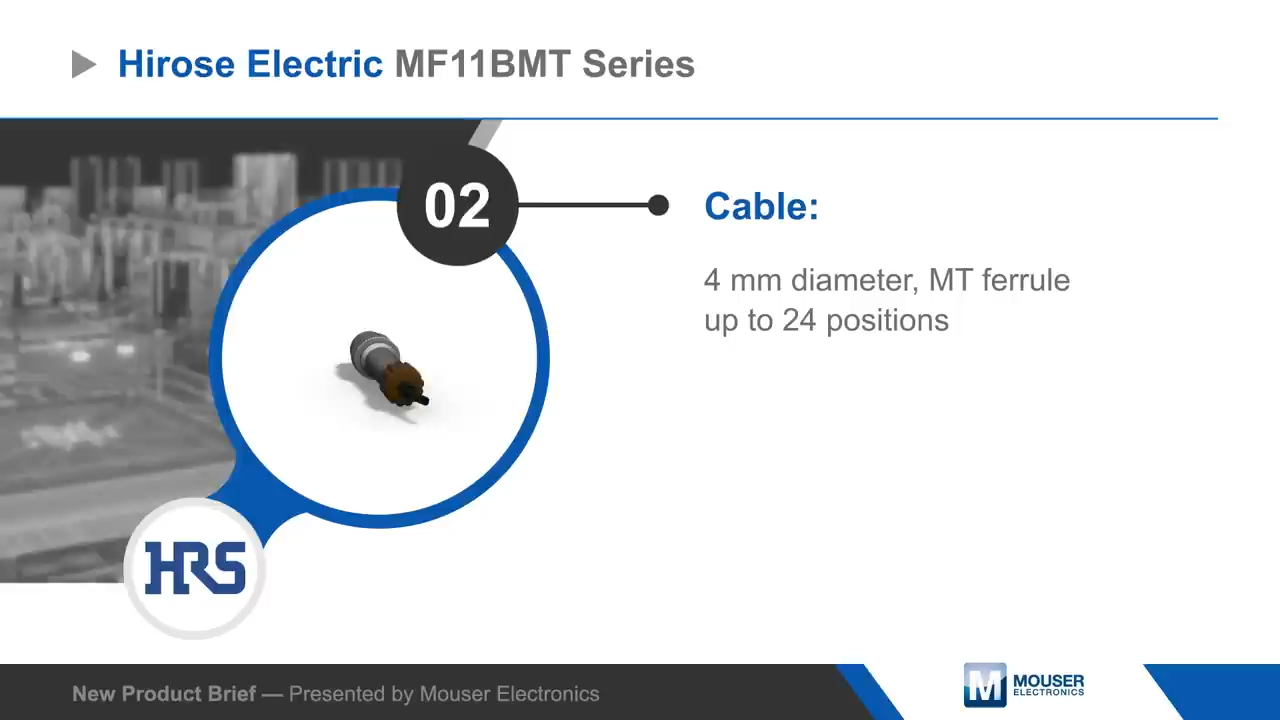 Hirose Electric MF11BMT Series
02
Cable:
4 mm diameter, MT ferrule
up to 24 positions
HRS
New Product Brief — Presented by Mouser Electronics
M MOUSER
ELECTRONICS